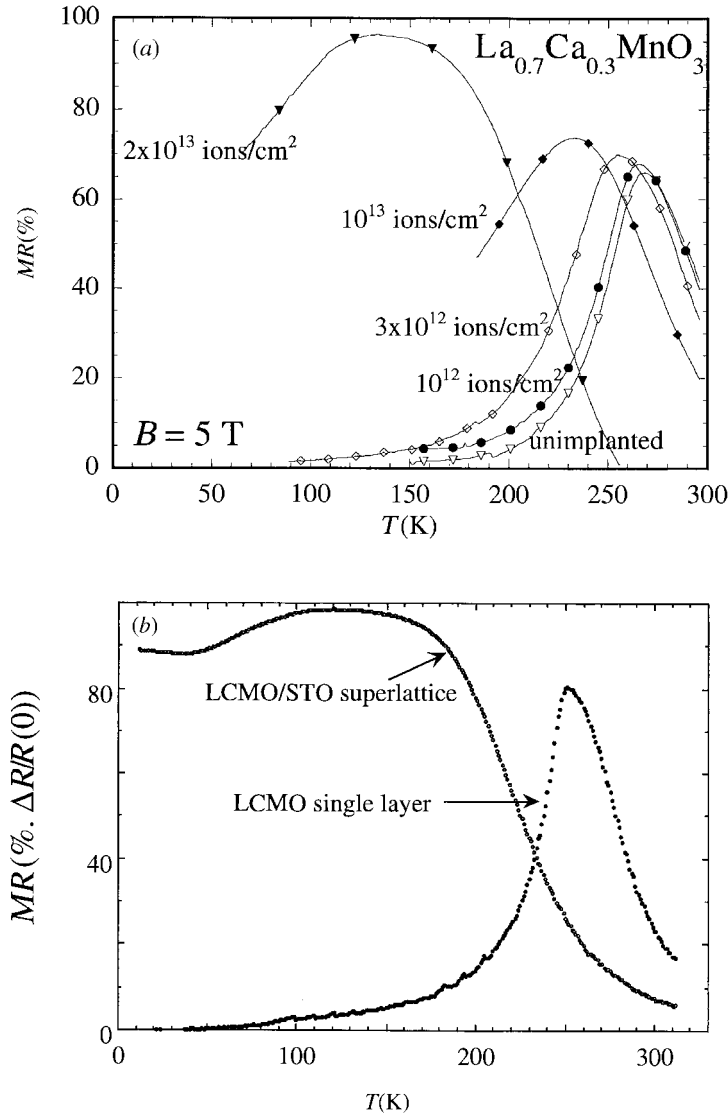 (a)
La0.7Ca0.3MnO3
100
80
60
40
20
0
MR(%)
2x10^13 ions/cm^2
10^13 ions/cm^2
3x10^12 ions/cm^2
10^12 ions/cm^2
unimplanted
B = 5 T
0 50 100 150 200 250 300
T(K)
(b)
80
40
0
MR(%. ΔR/R(0))
LCMO/STO superlattice
LCMO single layer
0 100 200 300
T(K)